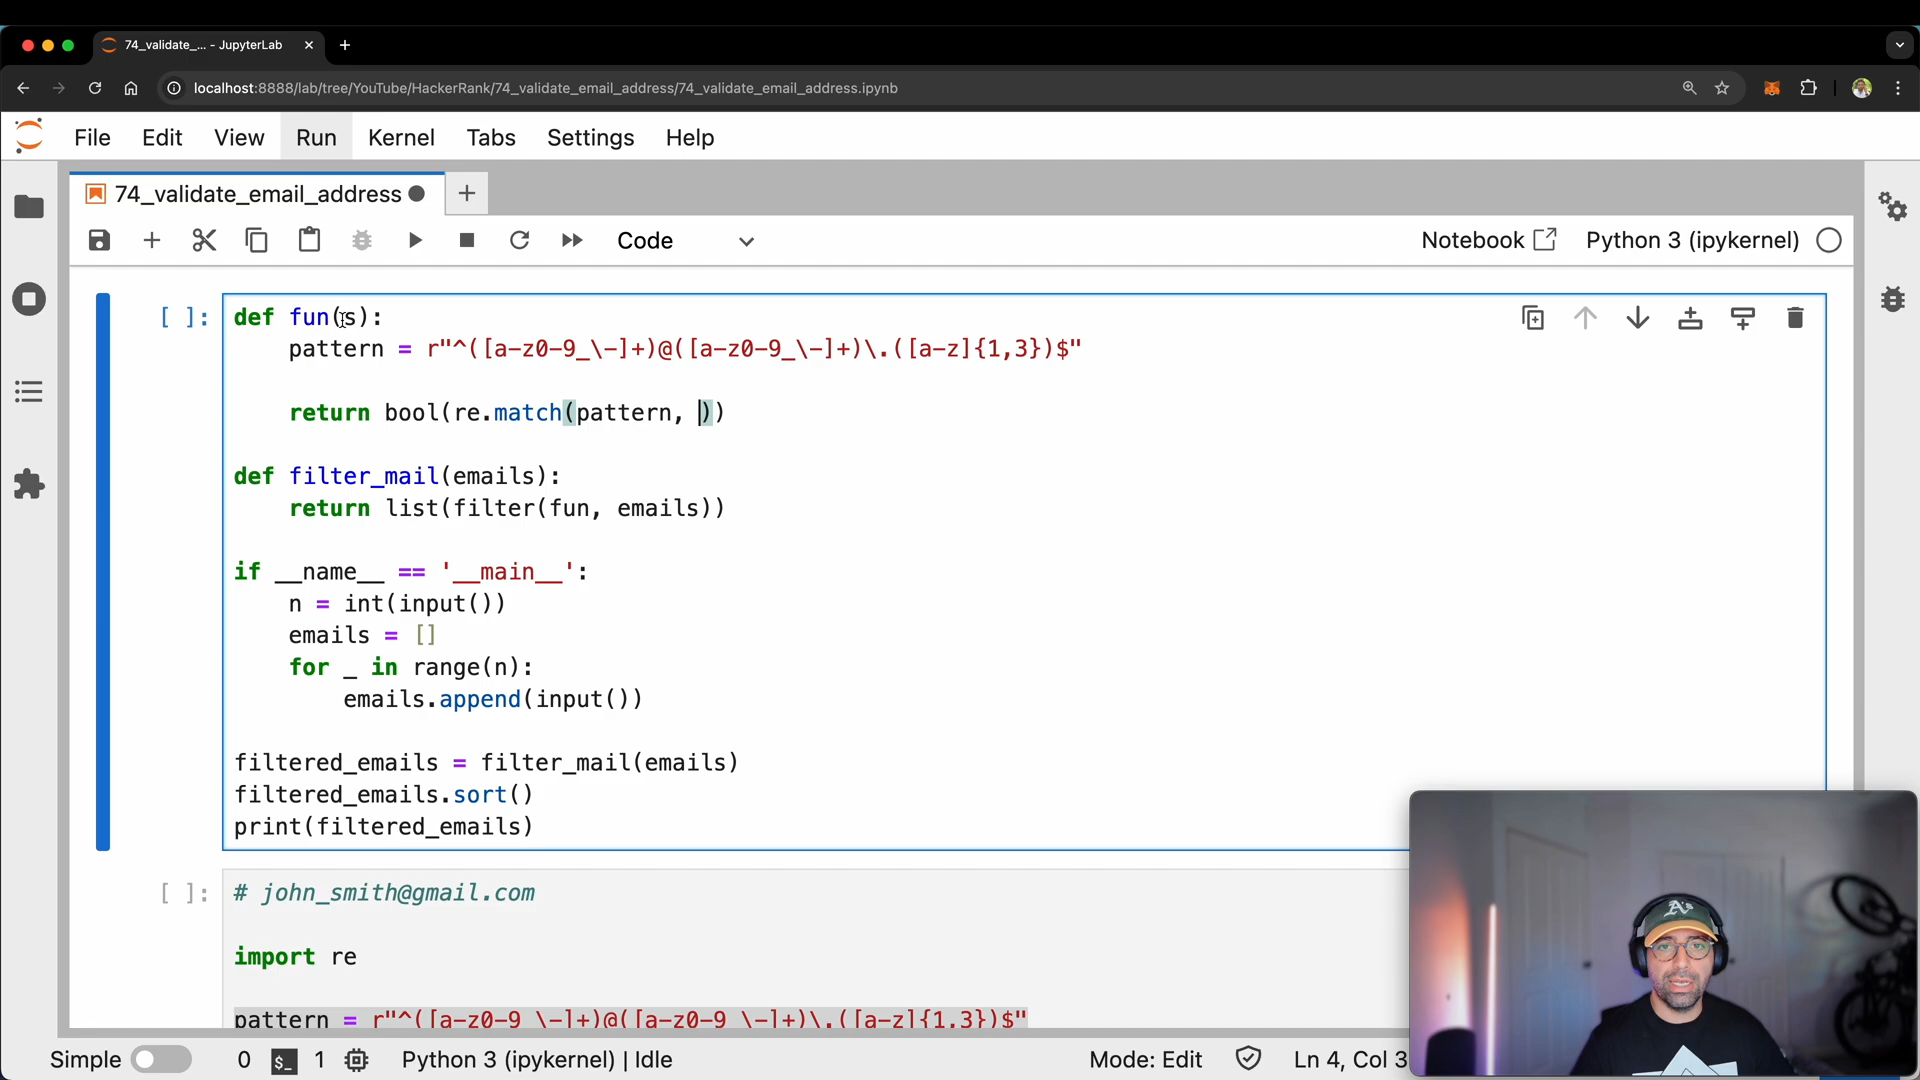 74_validate_... - JupyterLab
localhost:8888/lab/tree/YouTube/HackerRank/74_validate_email_address/74_validate_email_address.ipynb
File Edit View Run Kernel Tabs Settings Help
74_validate_email_address
Code
Notebook
Python 3 (ipykernel)
[ ]:
def fun(s):
    pattern = r"^([a-z0-9_\-]+)@([a-z0-9_\-]+)\.([a-z]{1,3})$"
    return bool(re.match(pattern, ))
def filter_mail(emails):
    return list(filter(fun, emails))
if __name__ == '__main__':
    n = int(input())
    emails = []
    for _ in range(n):
        emails.append(input())
filtered_emails = filter_mail(emails)
filtered_emails.sort()
print(filtered_emails)
[ ]:
# john_smith@gmail.com
import re
pattern = r"^([a-z0-9_\-]+)@([a-z0-9_\-]+)\.([a-z]{1,3})$"
A's
Simple 0 $_ 1 Python 3 (ipykernel) | Idle Mode: Edit Ln 4, Col 3